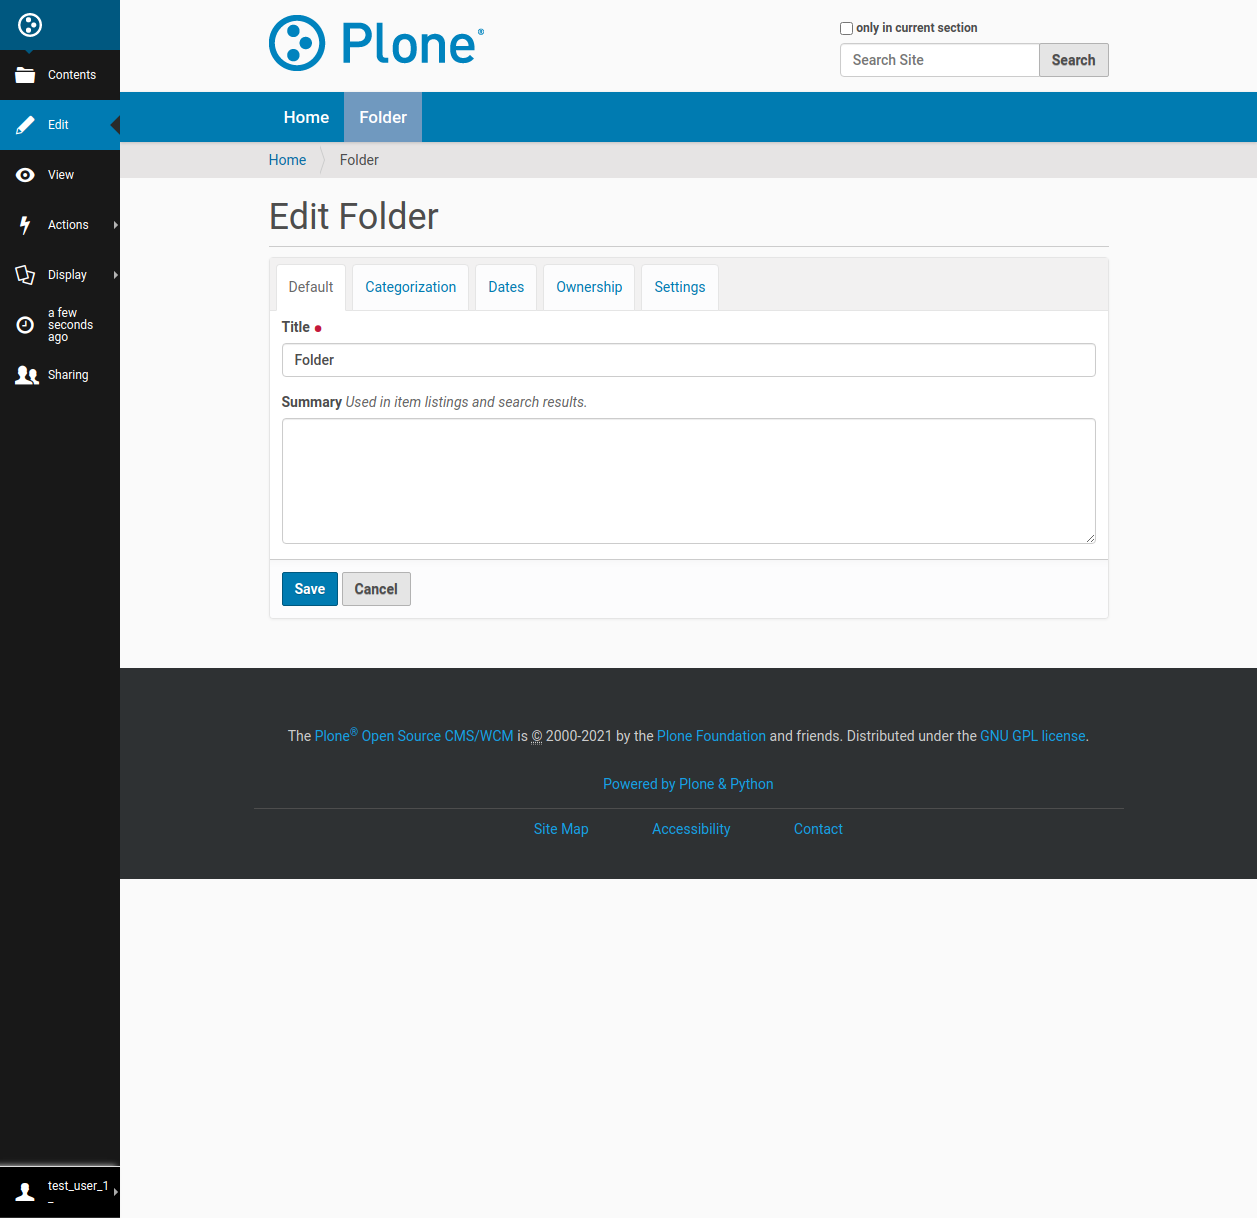 Contents
Edit
View
Actions
Display
a few
seconds
ago
Sharing
test_user_1
_
Plone®
only in current section
Search Site
Search
Home
Folder
Home
Folder
Edit Folder
Default
Categorization
Dates
Ownership
Settings
Title
Folder
Summary Used in item listings and search results.
Save
Cancel
The Plone® Open Source CMS/WCM is © 2000-2021 by the Plone Foundation and friends. Distributed under the GNU GPL license.
Powered by Plone & Python
Site Map
Accessibility
Contact